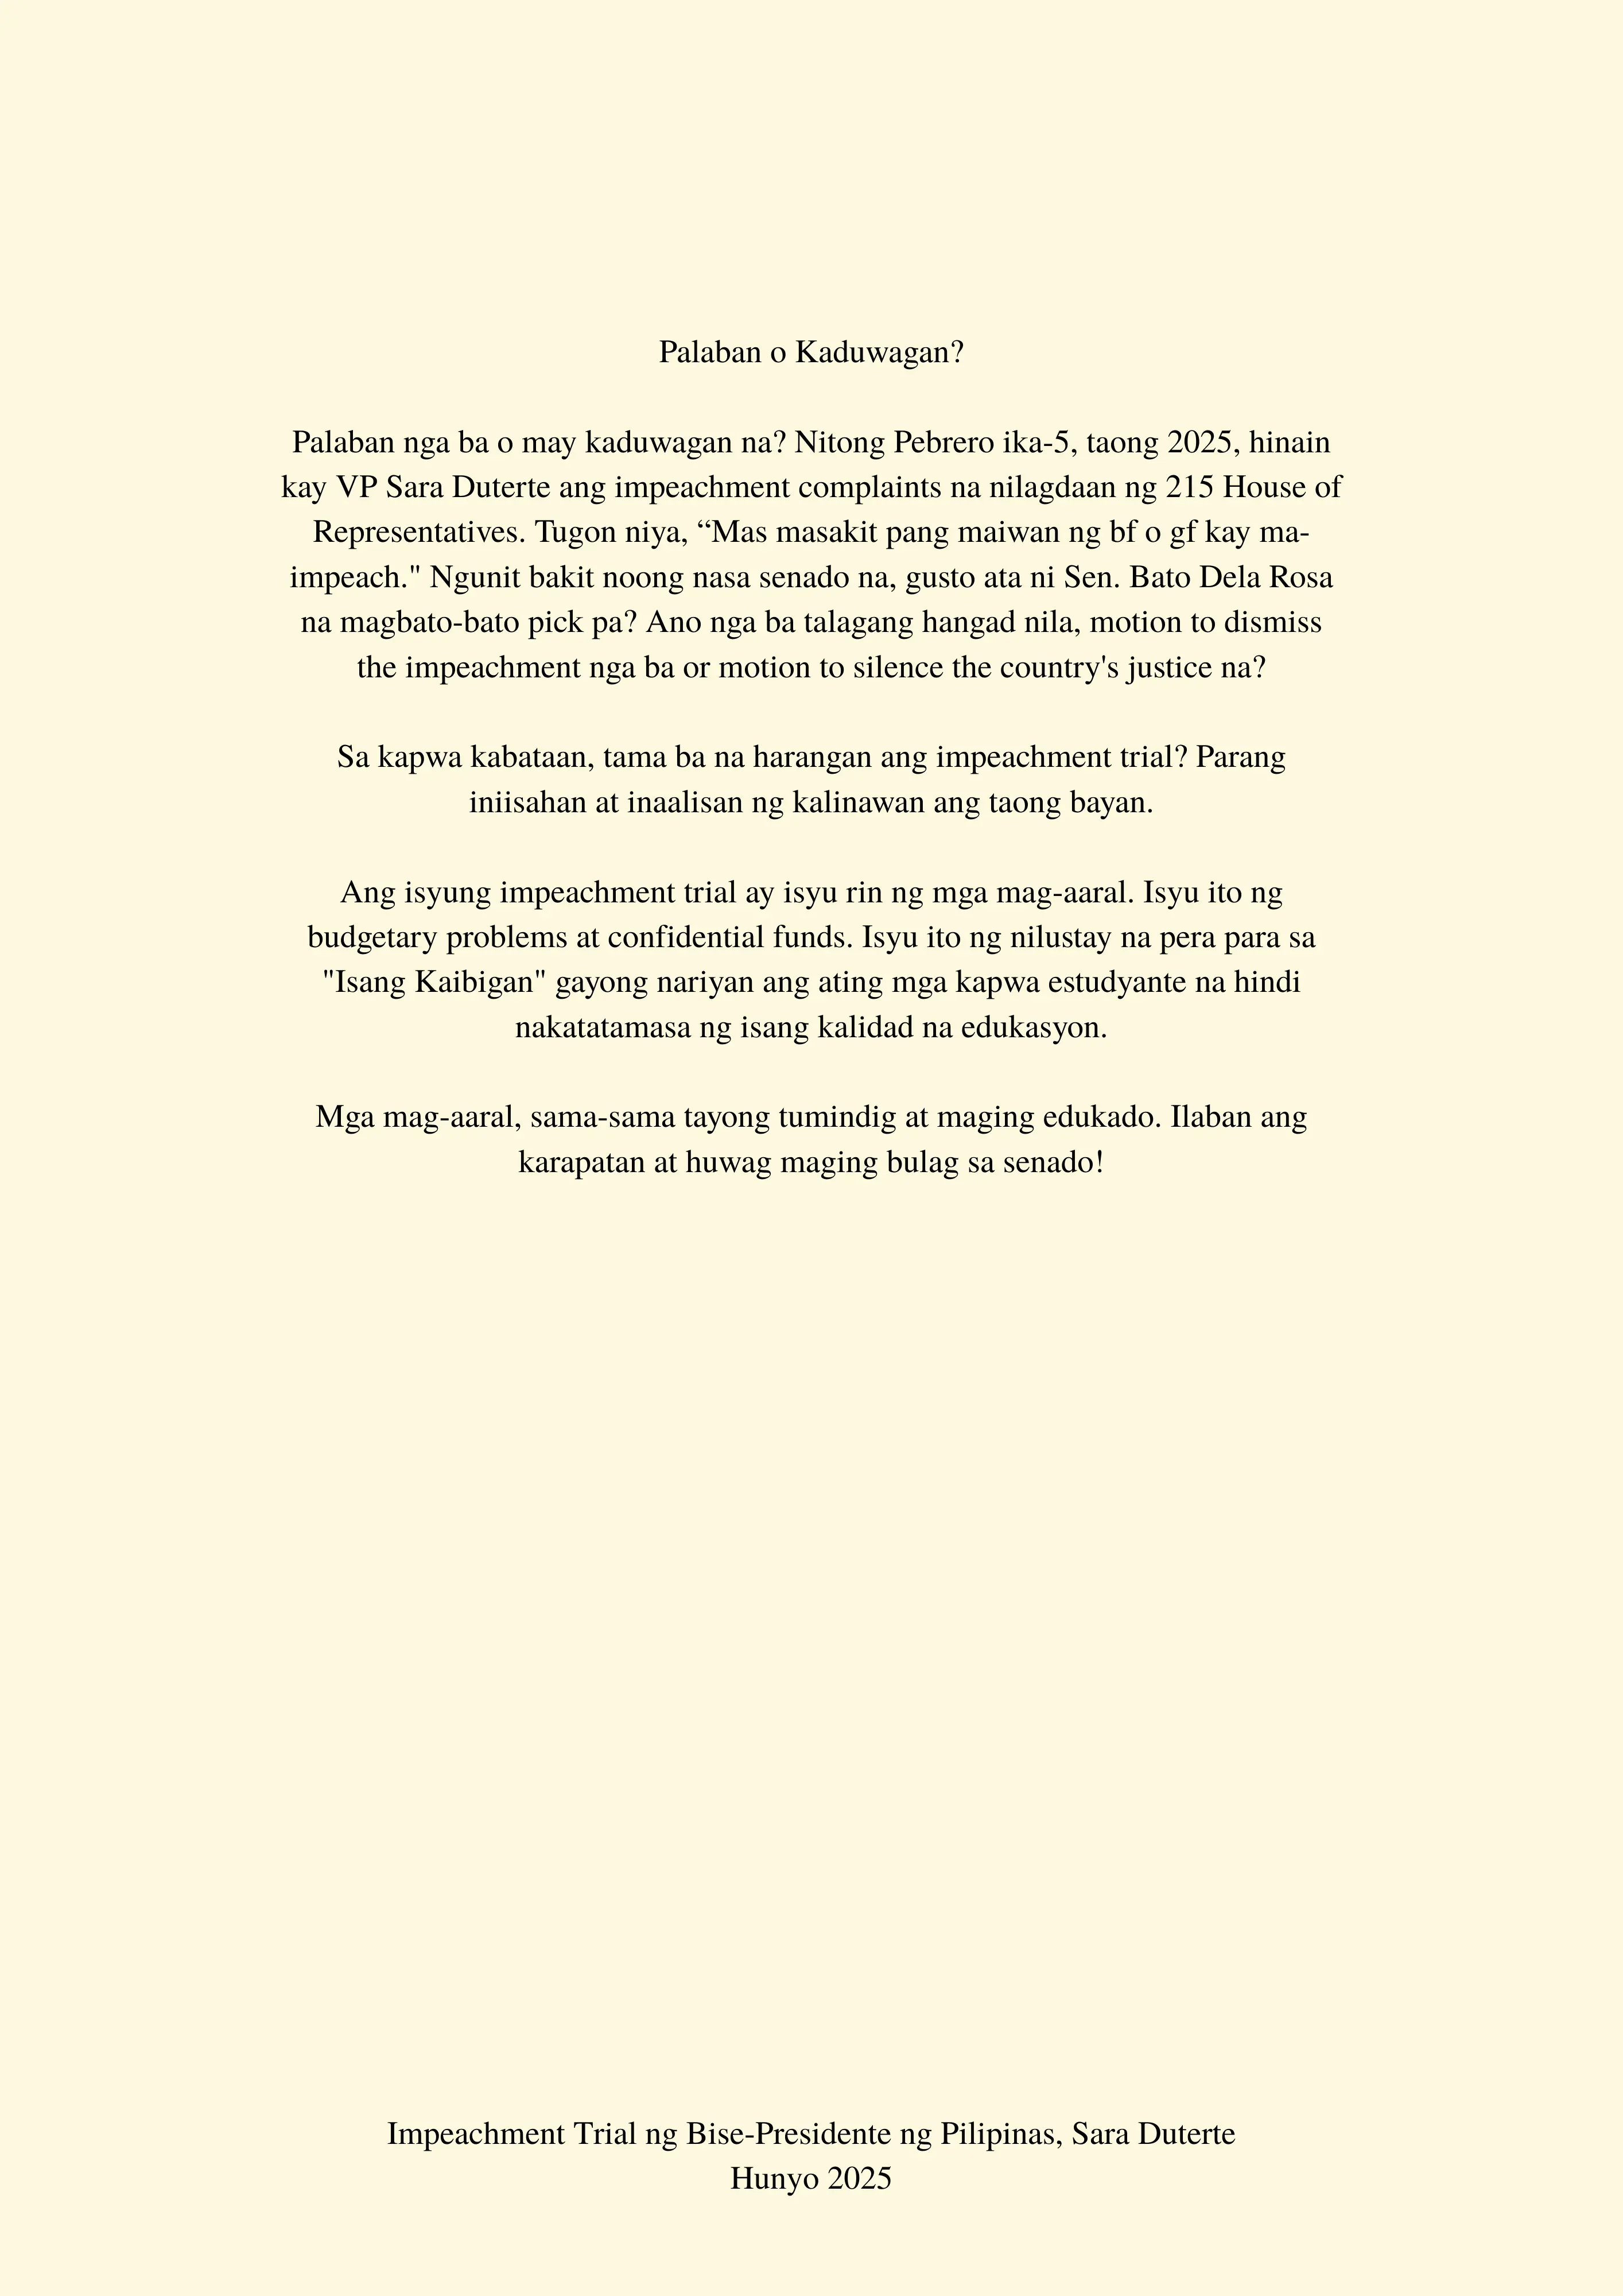 Palaban o Kaduwagan?
Palaban nga ba o may kaduwagan na? Nitong Pebrero ika-5, taong 2025, hinain
kay VP Sara Duterte ang impeachment complaints na nilagdaan ng 215 House of
Representatives. Tugon niya, “Mas masakit pang maiwan ng bf o gf kay ma-
impeach." Ngunit bakit noong nasa senado na, gusto ata ni Sen. Bato Dela Rosa
na magbato-bato pick pa? Ano nga ba talagang hangad nila, motion to dismiss
the impeachment nga ba or motion to silence the country's justice na?
Sa kapwa kabataan, tama ba na harangan ang impeachment trial? Parang
iniisahan at inaalisan ng kalinawan ang taong bayan.
Ang isyung impeachment trial ay isyu rin ng mga mag-aaral. Isyu ito ng
budgetary problems at confidential funds. Isyu ito ng nilustay na pera para sa
"Isang Kaibigan" gayong nariyan ang ating mga kapwa estudyante na hindi
nakatatamasa ng isang kalidad na edukasyon.
Mga mag-aaral, sama-sama tayong tumindig at maging edukado. Ilaban ang
karapatan at huwag maging bulag sa senado!
Impeachment Trial ng Bise-Presidente ng Pilipinas, Sara Duterte
Hunyo 2025